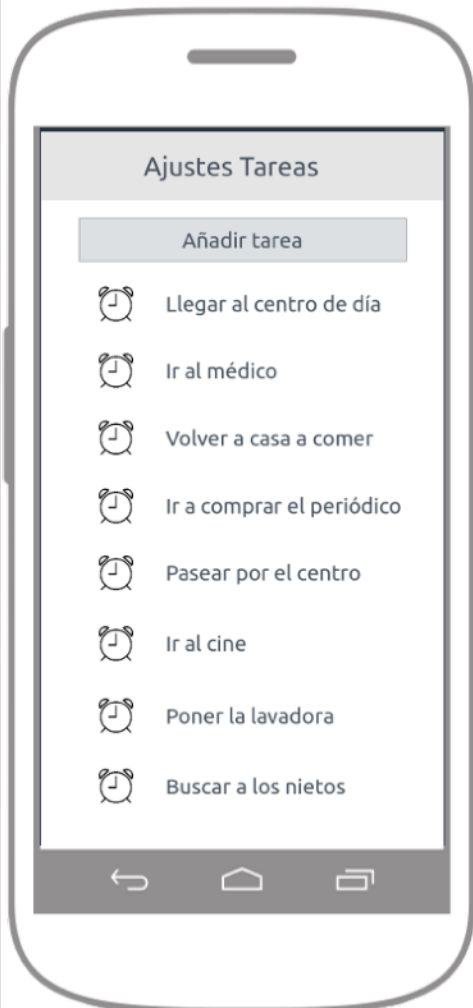 Ajustes Tareas
Añadir tarea
Llegar al centro de día
Ir al médico
Volver a casa a comer
Ir a comprar el periódico
Pasear por el centro
Ir al cine
Poner la lavadora
Buscar a los nietos